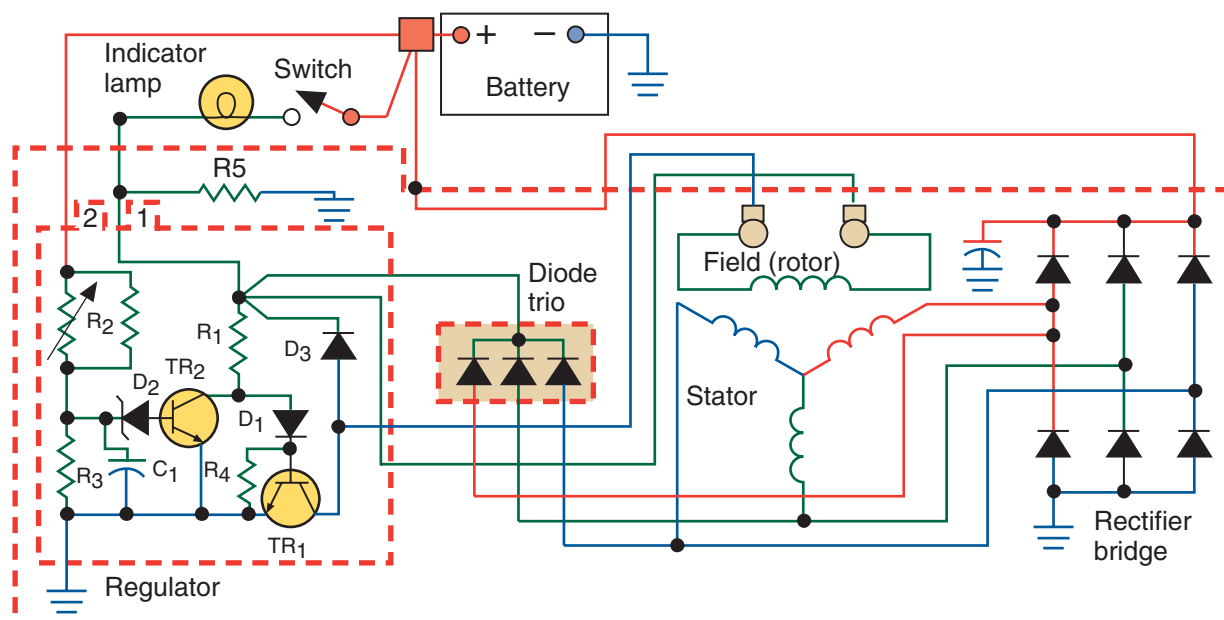 Indicator
lamp
Switch
+ −
Battery
R5
2 1
Field (rotor)
Diode
trio
R2
R1
D3
TR2
D2
D1
Stator
R3
C1
R4
TR1
Rectifier
bridge
Regulator